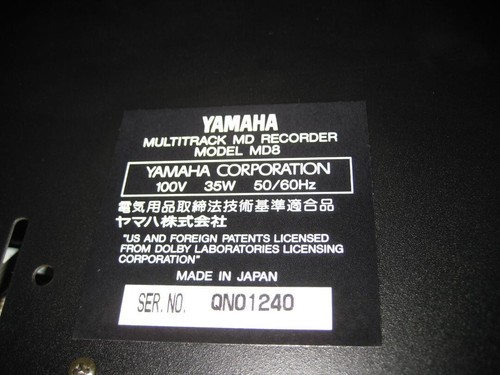 YAMAHA
MULTITRACK MD RECORDER
MODEL MD8
YAMAHA CORPORATION
100V 35W 50/60Hz
電気用品取締法技術基準適合品
ヤマハ株式会社
"US AND FOREIGN PATENTS LICENSED
FROM DOLBY LABORATORIES LICENSING
CORPORATION"
MADE IN JAPAN
SER. NO. QN01240